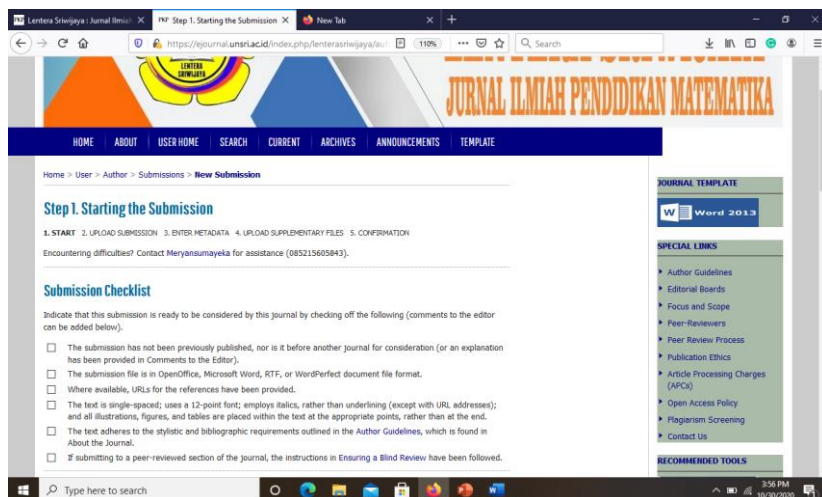 Lentera Sriwijaya : Jurnal Ilmiah
Step 1. Starting the Submission
New Tab
https://ejournal.unsri.ac.id/index.php/lenterasriwijaya/aut
110%
Search
LENTERA
SRIWIJAYA
JURNAL ILMIAH PENDIDIKAN MATEMATIKA
HOME ABOUT USER HOME SEARCH CURRENT ARCHIVES ANNOUNCEMENTS TEMPLATE
Home > User > Author > Submissions > New Submission
Step 1. Starting the Submission
1. START 2. UPLOAD SUBMISSION 3. ENTER METADATA 4. UPLOAD SUPPLEMENTARY FILES 5. CONFIRMATION
Encountering difficulties? Contact Meryansumayeka for assistance (085215605843).
Submission Checklist
Indicate that this submission is ready to be considered by this journal by checking off the following (comments to the editor
can be added below).
The submission has not been previously published, nor is it before another journal for consideration (or an explanation
has been provided in Comments to the Editor).
The submission file is in OpenOffice, Microsoft Word, RTF, or WordPerfect document file format.
Where available, URLs for the references have been provided.
The text is single-spaced; uses a 12-point font; employs italics, rather than underlining (except with URL addresses);
and all illustrations, figures, and tables are placed within the text at the appropriate points, rather than at the end.
The text adheres to the stylistic and bibliographic requirements outlined in the Author Guidelines, which is found in
About the Journal.
If submitting to a peer-reviewed section of the journal, the instructions in Ensuring a Blind Review have been followed.
JOURNAL TEMPLATE
Word 2013
SPECIAL LINKS
Author Guidelines
Editorial Boards
Focus and Scope
Peer-Reviewers
Peer Review Process
Publication Ethics
Article Processing Charges
(APCs)
Open Access Policy
Plagiarism Screening
Contact Us
RECOMMENDED TOOLS
Type here to search
3:56 PM
10/30/2020